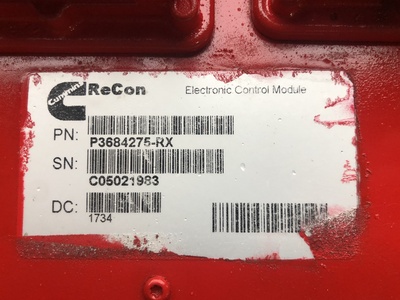 Cummins
ReCon
Electronic Control Module
PN:
P3684275-RX
SN:
C05021983
DC:
1734